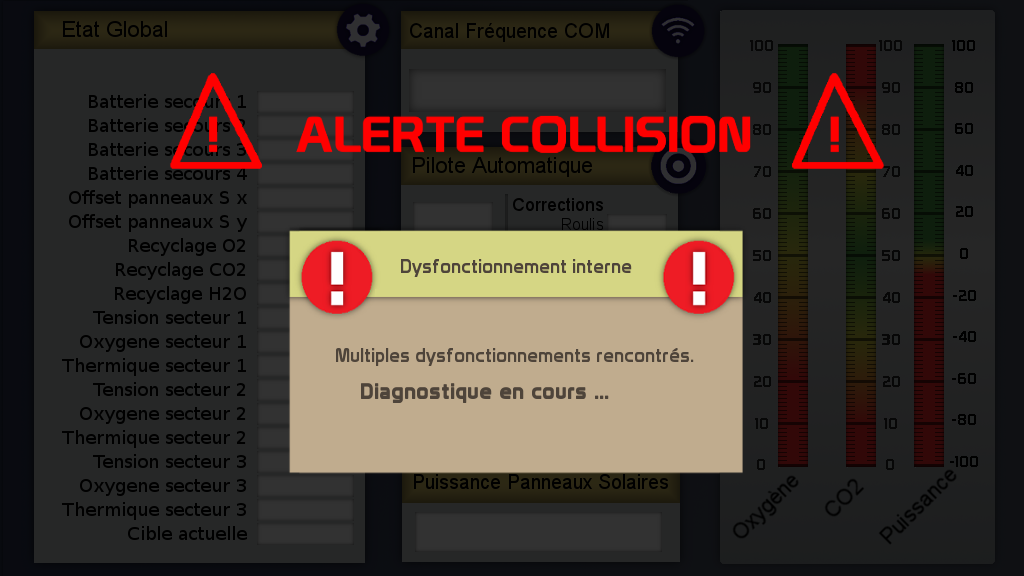 Etat Global
Batterie secours 1
Batterie secours 2
Batterie secours 3
Batterie secours 4
Offset panneaux S x
Offset panneaux S y
Recyclage O2
Recyclage CO2
Recyclage H2O
Tension secteur 1
Oxygene secteur 1
Thermique secteur 1
Tension secteur 2
Oxygene secteur 2
Thermique secteur 2
Tension secteur 3
Oxygene secteur 3
Thermique secteur 3
Cible actuelle
Canal Fréquence COM
ALERTE COLLISION
Pilote Automatique
Corrections
Roulis
Dysfonctionnement interne
Multiples dysfonctionnements rencontrés.
Diagnostique en cours ...
Puissance Panneaux Solaires
100
90
80
70
60
50
40
30
20
10
0
Oxygène
100
90
80
70
60
50
40
30
20
10
0
CO2
100
80
60
40
20
0
-20
-40
-60
-80
-100
Puissance